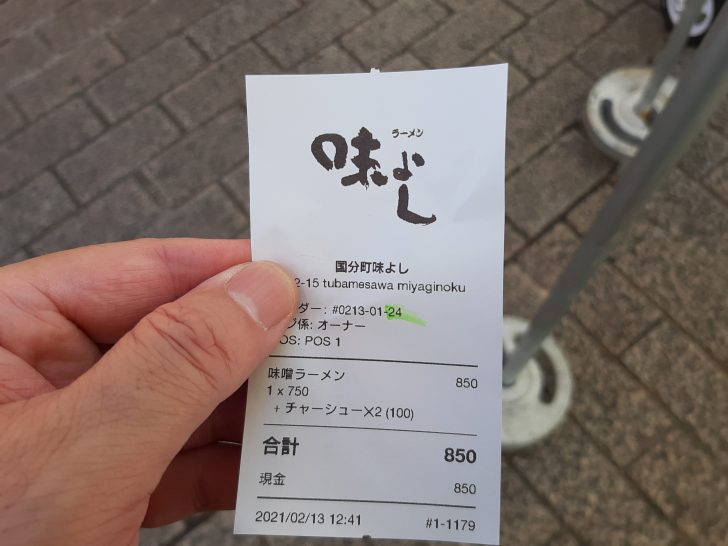 ラーメン
味よし
国分町味よし
2-15 tubamesawa miyaginoku
ダー: #0213-01-24
ジ係: オーナー
OS: POS 1
味噌ラーメン 850
1 x 750
+ チャーシュー×2 (100)
合計 850
現金 850
2021/02/13 12:41 #1-1179